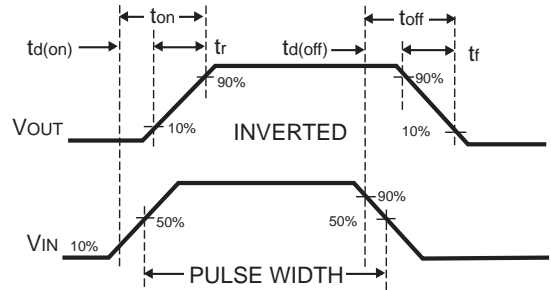 ton
toff
td(on)
tr
td(off)
tf
90%
90%
VOUT
10%
INVERTED
10%
90%
50%
50%
VIN
10%
PULSE WIDTH